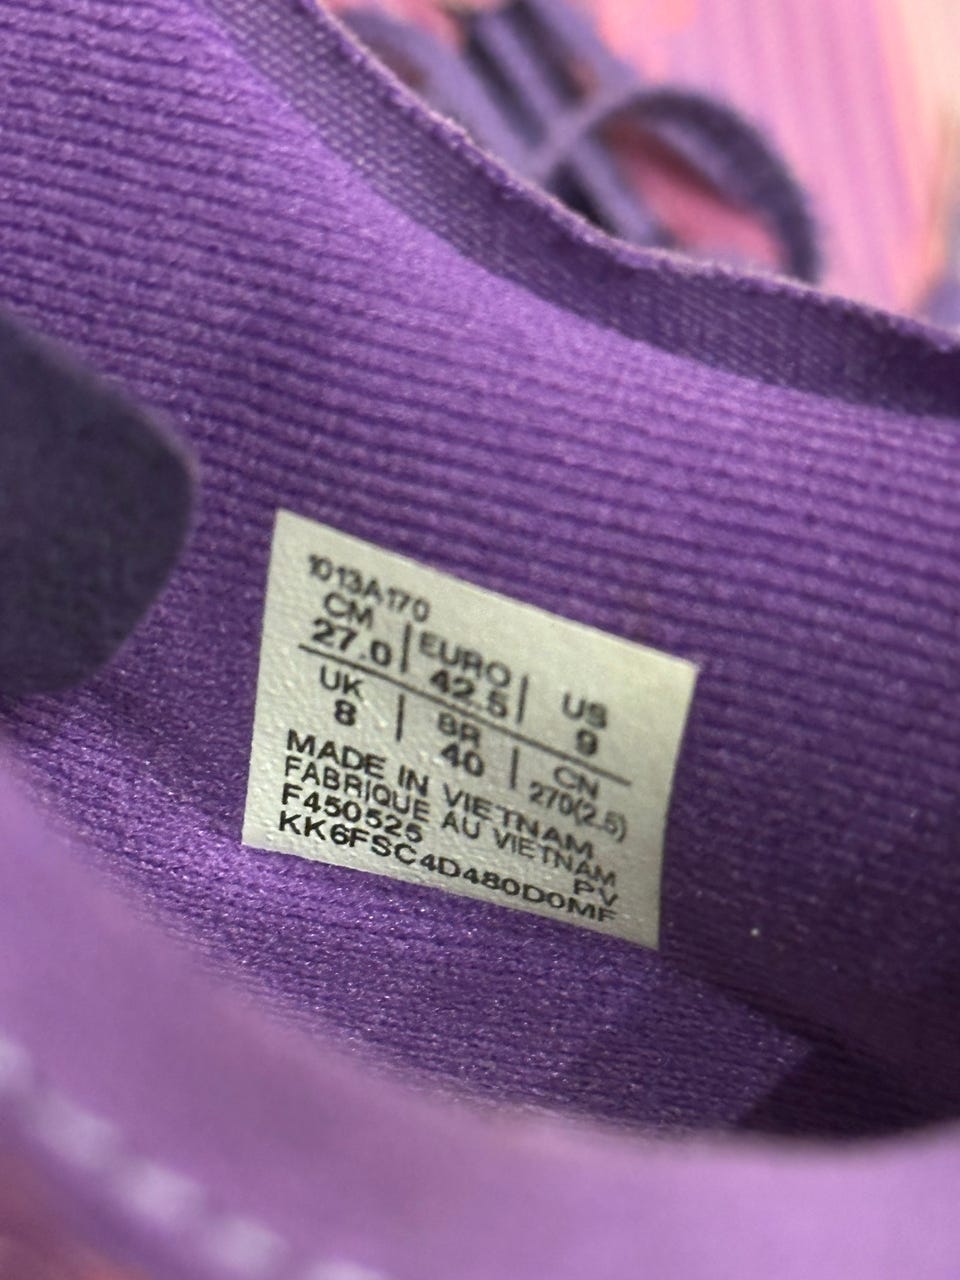 1013A170
CM | EURO | US
27.0 | 42.5 | 9
UK | BR | CN
8 | 40 | 270(2.5)
MADE IN VIETNAM
FABRIQUE AU VIETNAM
F450525 PV
KK6FSC4D480D0MF